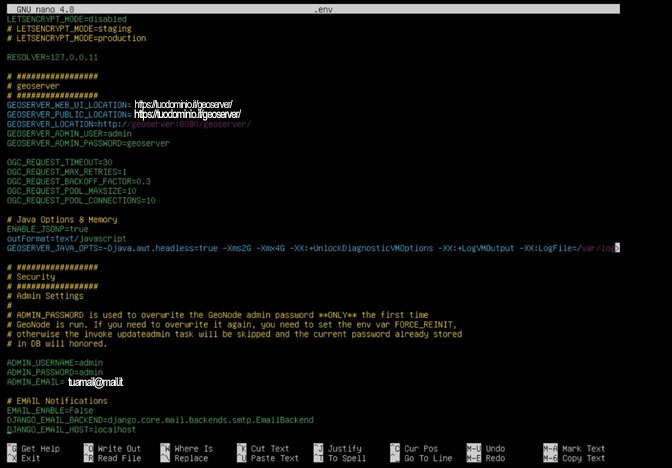 GNU nano 4.8 .env
LETSENCRYPT_MODE=disabled
# LETSENCRYPT_MODE=staging
# LETSENCRYPT_MODE=production
RESOLVER=127.0.0.11
# #################
# geoserver
# #################
GEOSERVER_WEB_UI_LOCATION= https://tuodominio.it/geoserver/
GEOSERVER_PUBLIC_LOCATION= https://tuodominio.it/geoserver/
GEOSERVER_LOCATION=http://geoserver:8080/geoserver/
GEOSERVER_ADMIN_USER=admin
GEOSERVER_ADMIN_PASSWORD=geoserver
OGC_REQUEST_TIMEOUT=30
OGC_REQUEST_MAX_RETRIES=1
OGC_REQUEST_BACKOFF_FACTOR=0.3
OGC_REQUEST_POOL_MAXSIZE=10
OGC_REQUEST_POOL_CONNECTIONS=10
# Java Options & Memory
ENABLE_JSONP=true
outFormat=text/javascript
GEOSERVER_JAVA_OPTS=-Djava.awt.headless=true -Xms2G -Xmx4G -XX:+UnlockDiagnosticVMOptions -XX:+LogVMOutput -XX:LogFile=/var/log>
# #################
# Security
# #################
# Admin Settings
#
# ADMIN_PASSWORD is used to overwrite the GeoNode admin password **ONLY** the first time
# GeoNode is run. If you need to overwrite it again, you need to set the env var FORCE_REINIT,
# otherwise the invoke updateadmin task will be skipped and the current password already stored
# in DB will honored.
ADMIN_USERNAME=admin
ADMIN_PASSWORD=admin
ADMIN_EMAIL= tuamail@mail.it
# EMAIL Notifications
EMAIL_ENABLE=False
DJANGO_EMAIL_BACKEND=django.core.mail.backends.smtp.EmailBackend
DJANGO_EMAIL_HOST=localhost
^G Get Help ^O Write Out ^W Where Is ^K Cut Text ^J Justify ^C Cur Pos M-U Undo M-A Mark Text
^X Exit ^R Read File ^\ Replace ^U Paste Text ^T To Spell ^_ Go To Line M-E Redo M-6 Copy Text